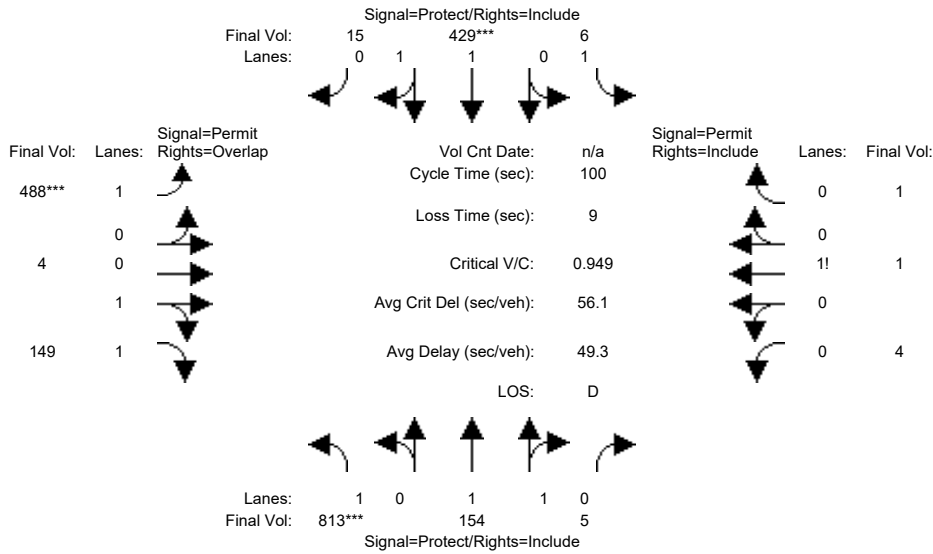 Signal=Protect/Rights=Include
Final Vol: 15 429*** 6
Lanes: 0 1 1 0 1
Signal=Permit
Final Vol: Lanes: Rights=Overlap
Vol Cnt Date: n/a
Signal=Permit
Rights=Include Lanes: Final Vol:
Cycle Time (sec): 100
488*** 1
0 1
Loss Time (sec): 9
0
0
4 0
Critical V/C: 0.949
1! 1
1
Avg Crit Del (sec/veh): 56.1
0
149 1
Avg Delay (sec/veh): 49.3
0 4
LOS: D
Lanes: 1 0 1 1 0
Final Vol: 813*** 154 5
Signal=Protect/Rights=Include